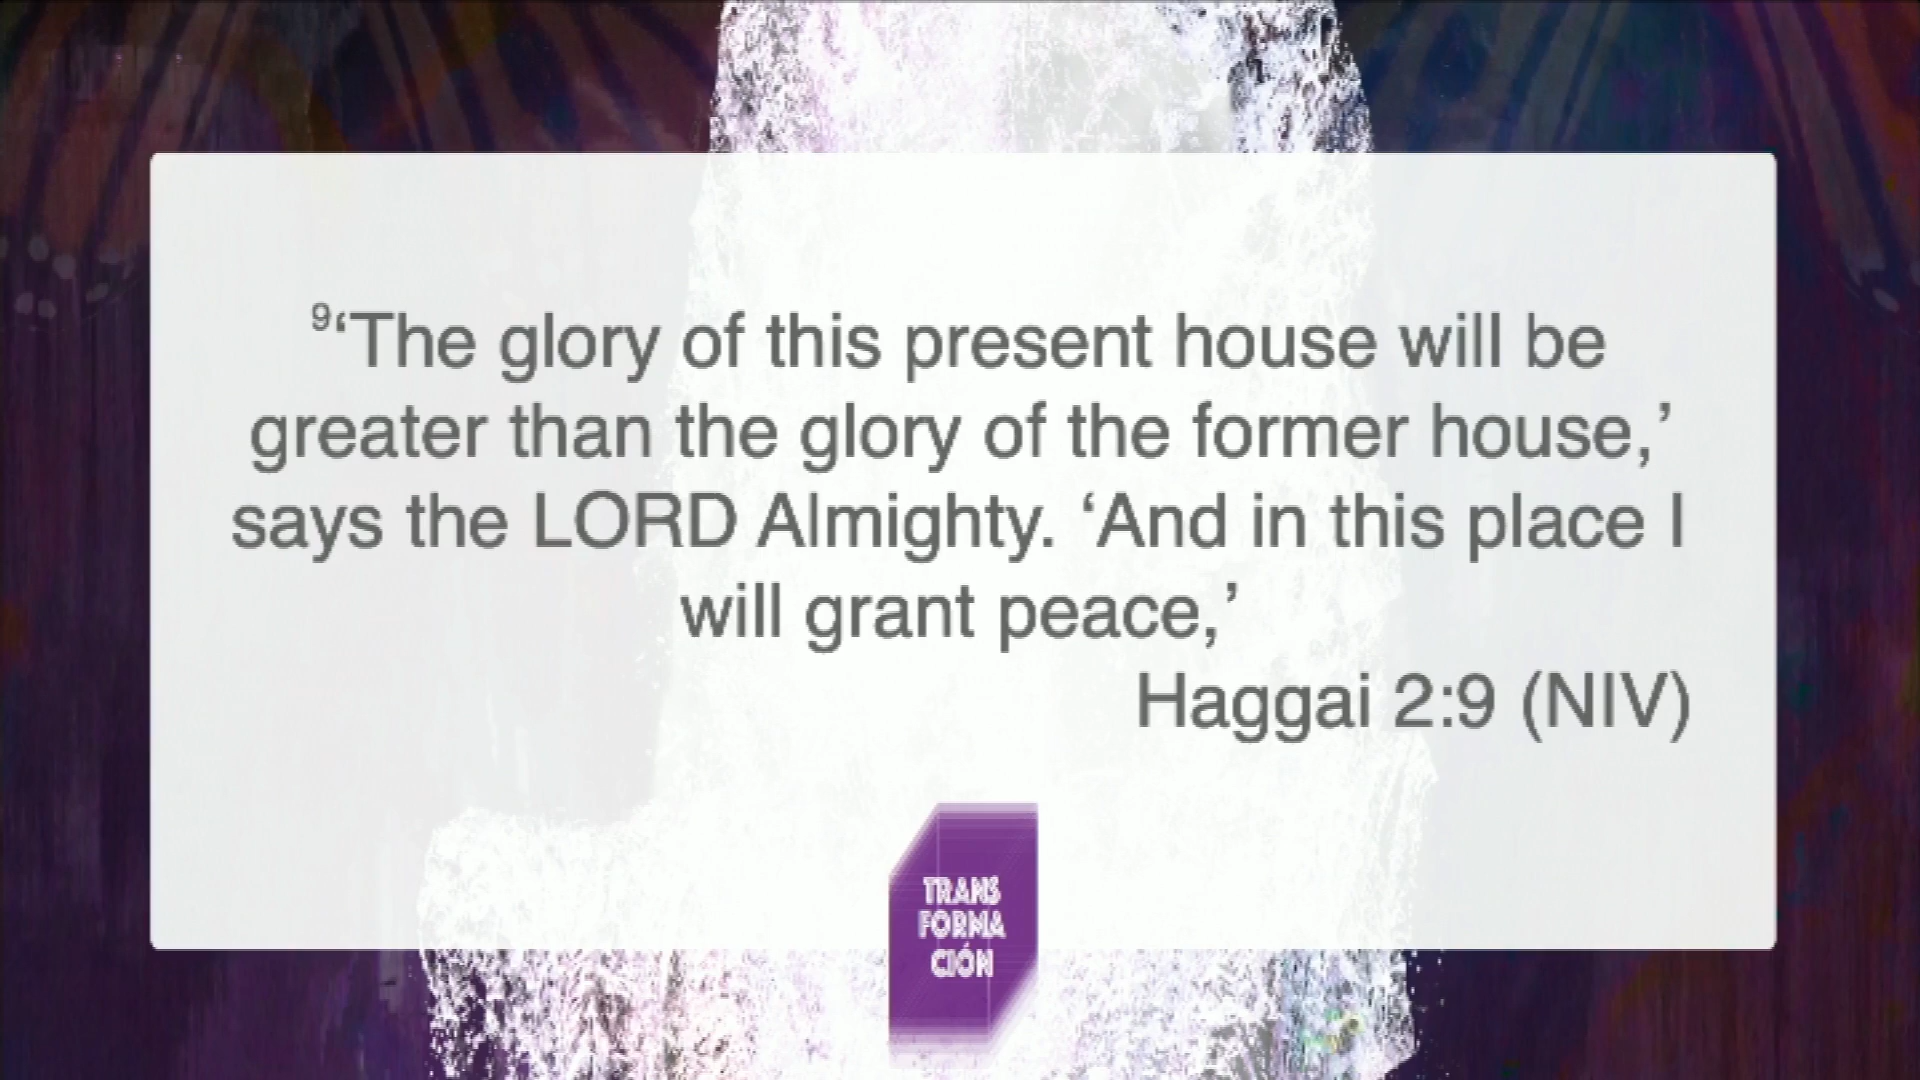 ⁹‘The glory of this present house will be
greater than the glory of the former house,’
says the LORD Almighty. ‘And in this place I
will grant peace,’
Haggai 2:9 (NIV)
TRANS
FORMA
CIÓN